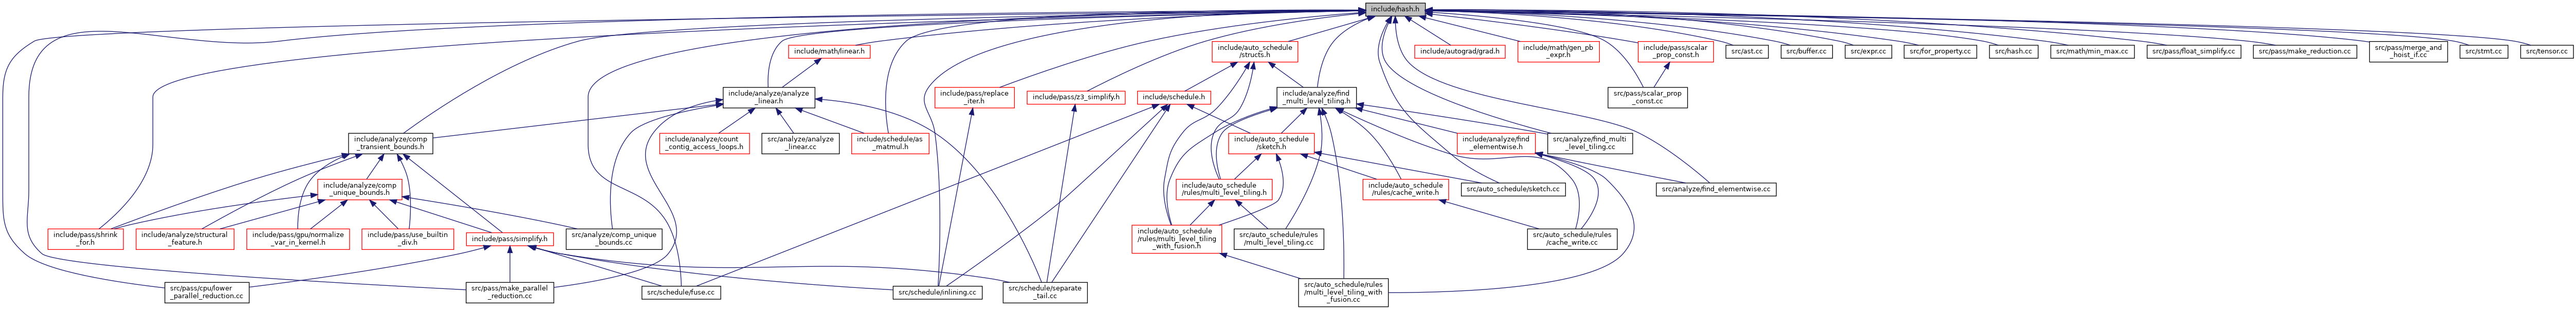 include/hash.h
include/math/linear.h
include/auto_schedule
/structs.h
include/autograd/grad.h
include/math/gen_pb
_expr.h
include/pass/scalar
_prop_const.h
src/ast.cc
src/buffer.cc
src/expr.cc
src/for_property.cc
src/hash.cc
src/math/min_max.cc
src/pass/float_simplify.cc
src/pass/make_reduction.cc
src/pass/merge_and
_hoist_if.cc
src/stmt.cc
src/tensor.cc
include/analyze/analyze
_linear.h
include/pass/replace
_iter.h
include/pass/z3_simplify.h
include/schedule.h
include/analyze/find
_multi_level_tiling.h
src/pass/scalar_prop
_const.cc
include/analyze/comp
_transient_bounds.h
include/analyze/count
_contig_access_loops.h
src/analyze/analyze
_linear.cc
include/schedule/as
_matmul.h
include/auto_schedule
/sketch.h
include/analyze/find
_elementwise.h
src/analyze/find_multi
_level_tiling.cc
include/analyze/comp
_unique_bounds.h
include/auto_schedule
/rules/multi_level_tiling.h
include/auto_schedule
/rules/cache_write.h
src/auto_schedule/sketch.cc
src/analyze/find_elementwise.cc
include/pass/shrink
_for.h
include/analyze/structural
_feature.h
include/pass/gpu/normalize
_var_in_kernel.h
include/pass/use_builtin
_div.h
include/pass/simplify.h
src/analyze/comp_unique
_bounds.cc
include/auto_schedule
/rules/multi_level_tiling
_with_fusion.h
src/auto_schedule/rules
/multi_level_tiling.cc
src/auto_schedule/rules
/cache_write.cc
src/pass/cpu/lower
_parallel_reduction.cc
src/pass/make_parallel
_reduction.cc
src/schedule/fuse.cc
src/schedule/inlining.cc
src/schedule/separate
_tail.cc
src/auto_schedule/rules
/multi_level_tiling_with
_fusion.cc